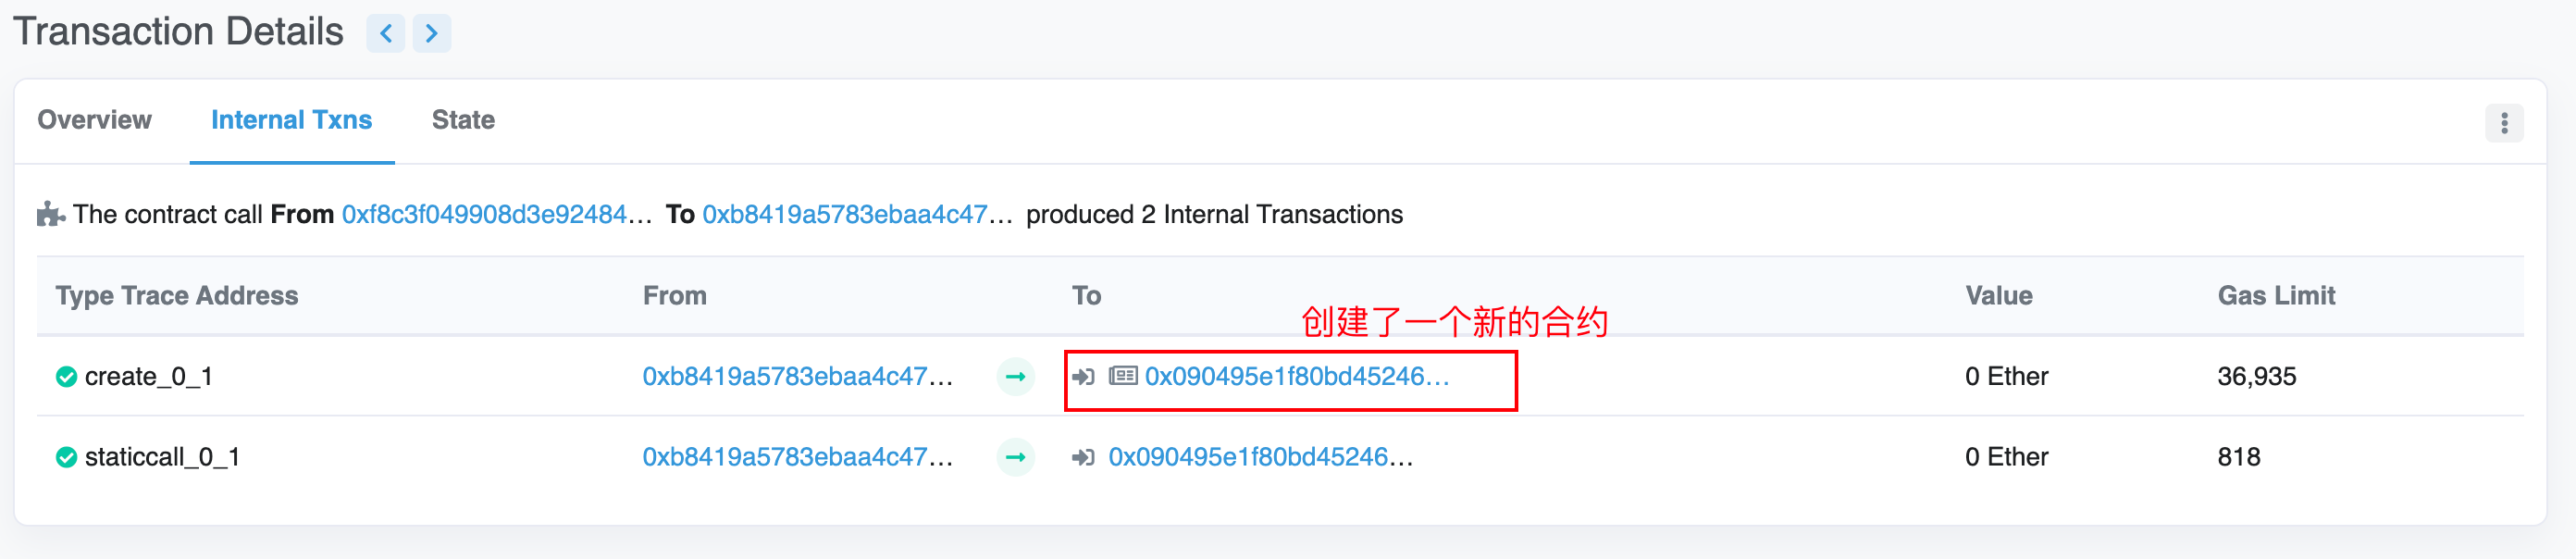 Transaction Details
Overview Internal Txns State
The contract call From 0xf8c3f049908d3e92484... To 0xb8419a5783ebaa4c47... produced 2 Internal Transactions
Type Trace Address From To Value Gas Limit
创建了一个新的合约
create_0_1 0xb8419a5783ebaa4c47... 0x090495e1f80bd45246... 0 Ether 36,935
staticcall_0_1 0xb8419a5783ebaa4c47... 0x090495e1f80bd45246... 0 Ether 818